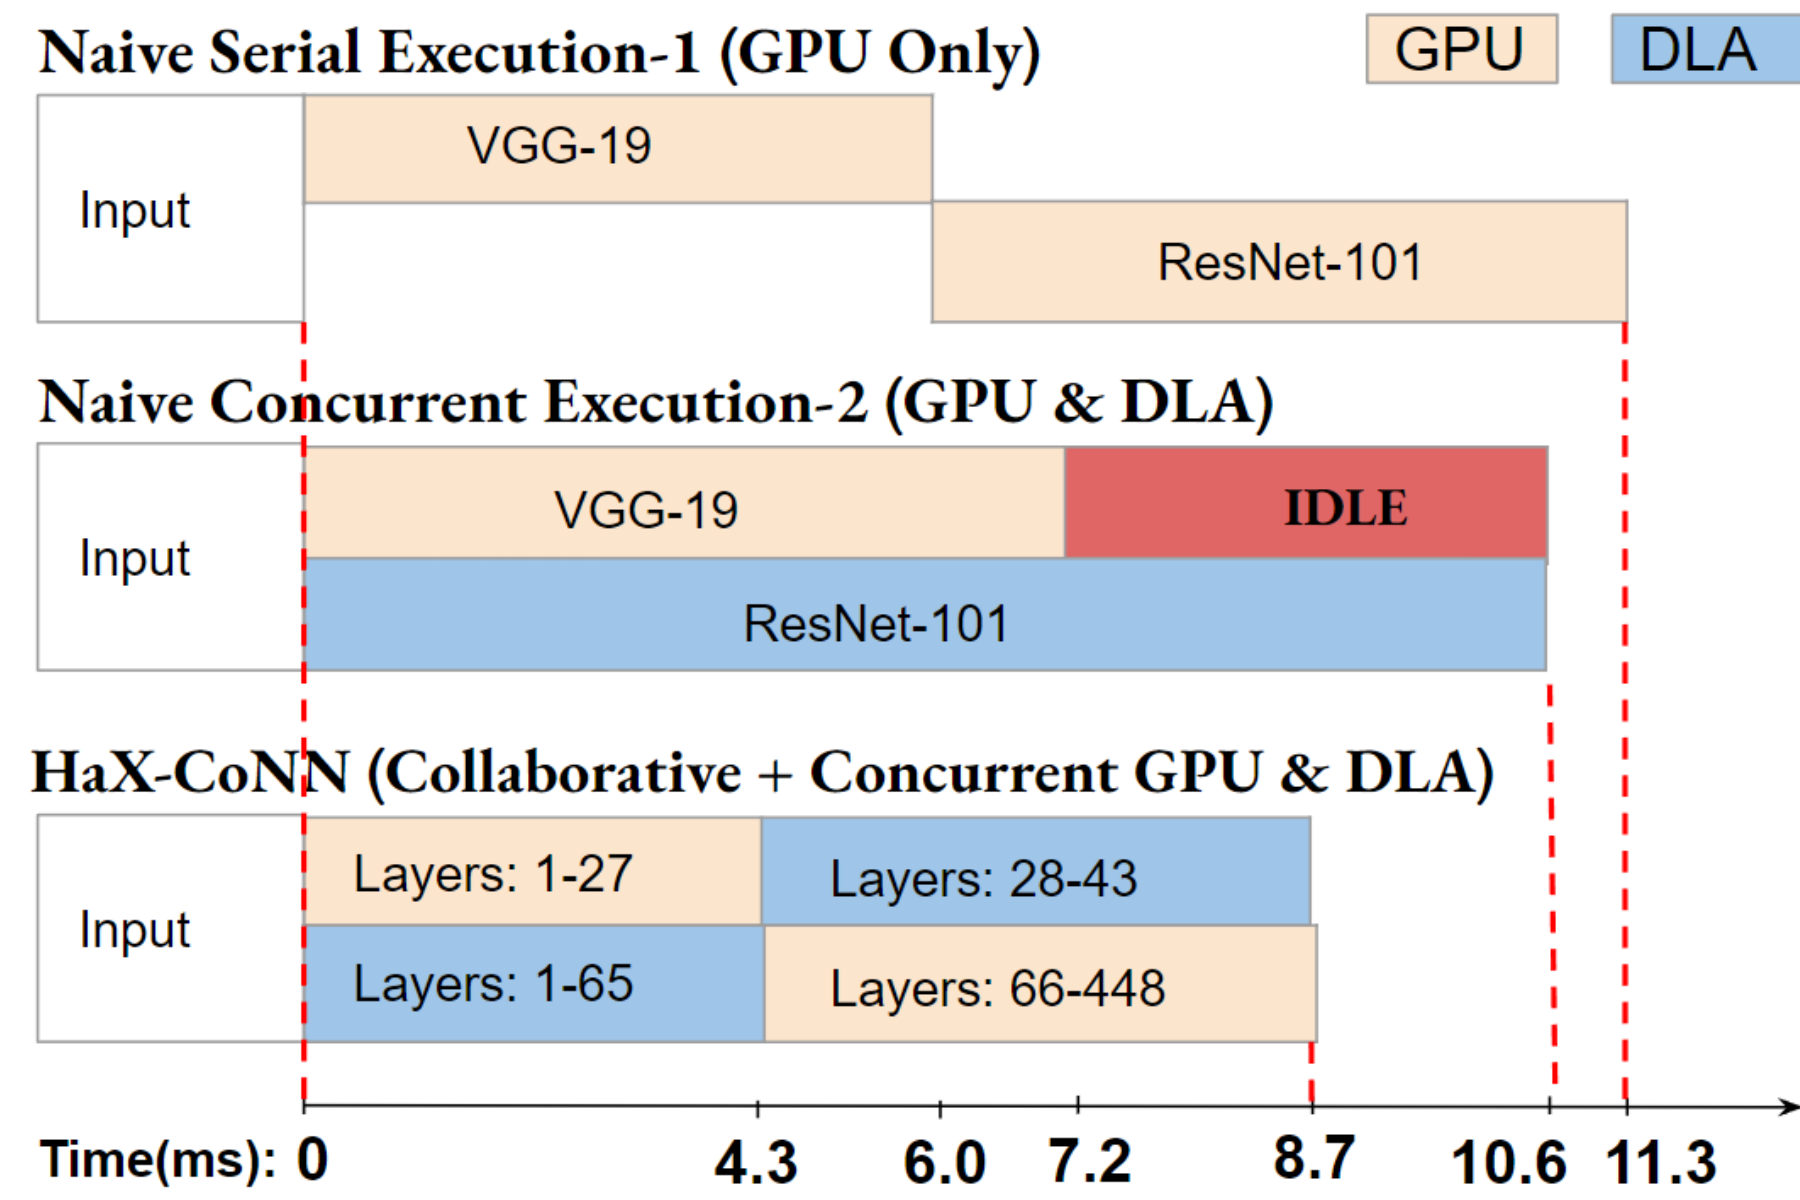 Naive Serial Execution-1 (GPU Only)
GPU
DLA
VGG-19
Input
ResNet-101
Naive Concurrent Execution-2 (GPU & DLA)
VGG-19
IDLE
Input
ResNet-101
HaX-CoNN (Collaborative + Concurrent GPU & DLA)
Layers: 1-27
Layers: 28-43
Input
Layers: 1-65
Layers: 66-448
Time(ms): 0 4.3 6.0 7.2 8.7 10.6 11.3